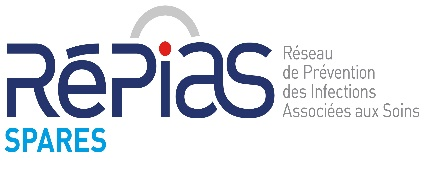 RéPias
Réseau
de Prévention
des Infections
Associées aux Soins
SPARES